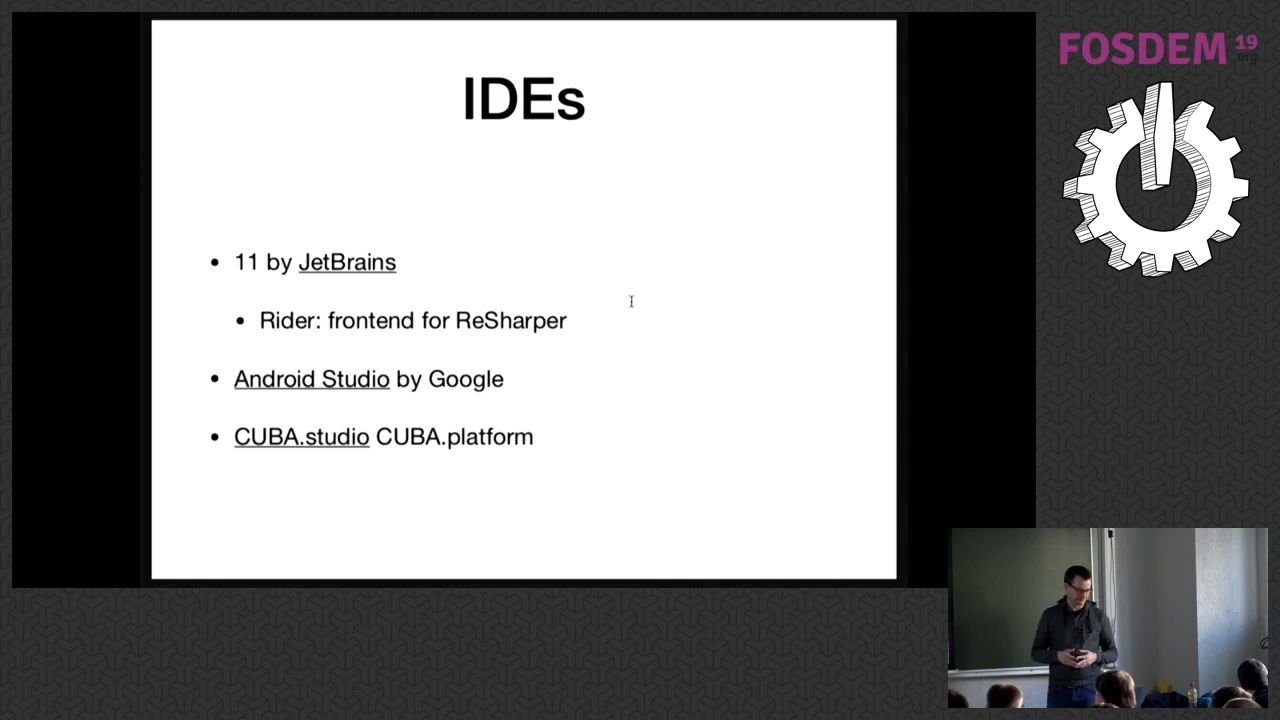 IDEs
• 11 by JetBrains
• Rider: frontend for ReSharper
• Android Studio by Google
• CUBA.studio CUBA.platform
FOSDEM 19
.org